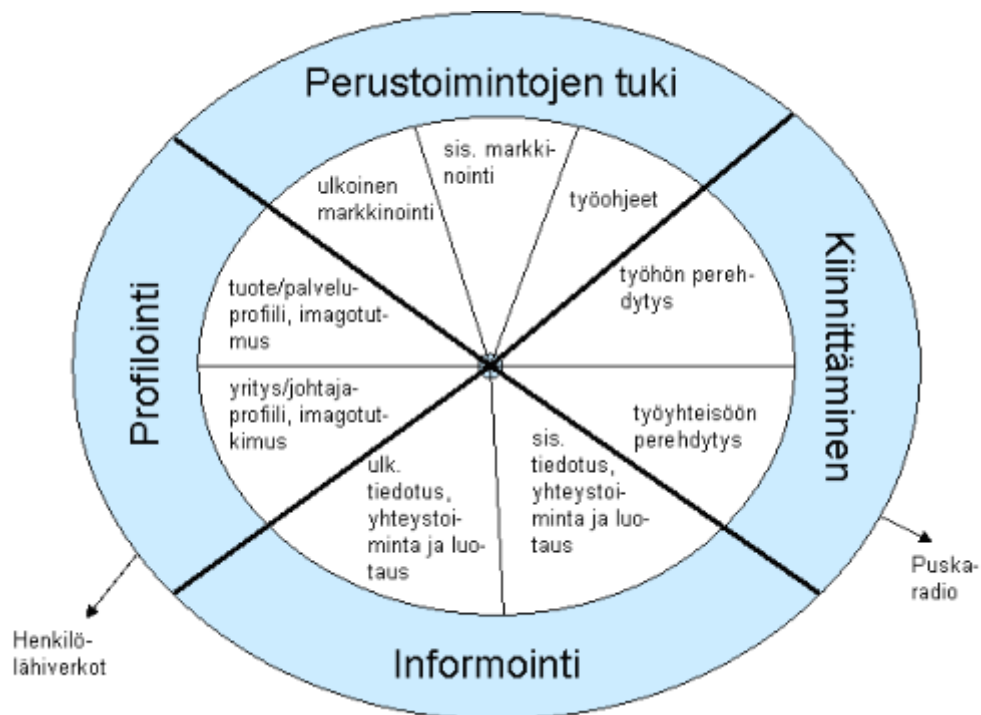 Perustoimintojen tuki
sis. markki-
nointi
ulkoinen
markkinointi
työohjeet
Kiinnittäminen
työhön pereh-
dytys
tuote/palvelu-
profiili, imagotut-
mus
Profilointi
yritys/johtaja-
profiili, imagotut-
kimus
työyhteisöön
perehdytys
sis.
tiedotus,
yhteystoi-
minta ja luo-
taus
ulk.
tiedotus,
yhteystoi-
minta ja luo-
taus
Puska-
radio
Henkilö-
lähiverkot
Informointi